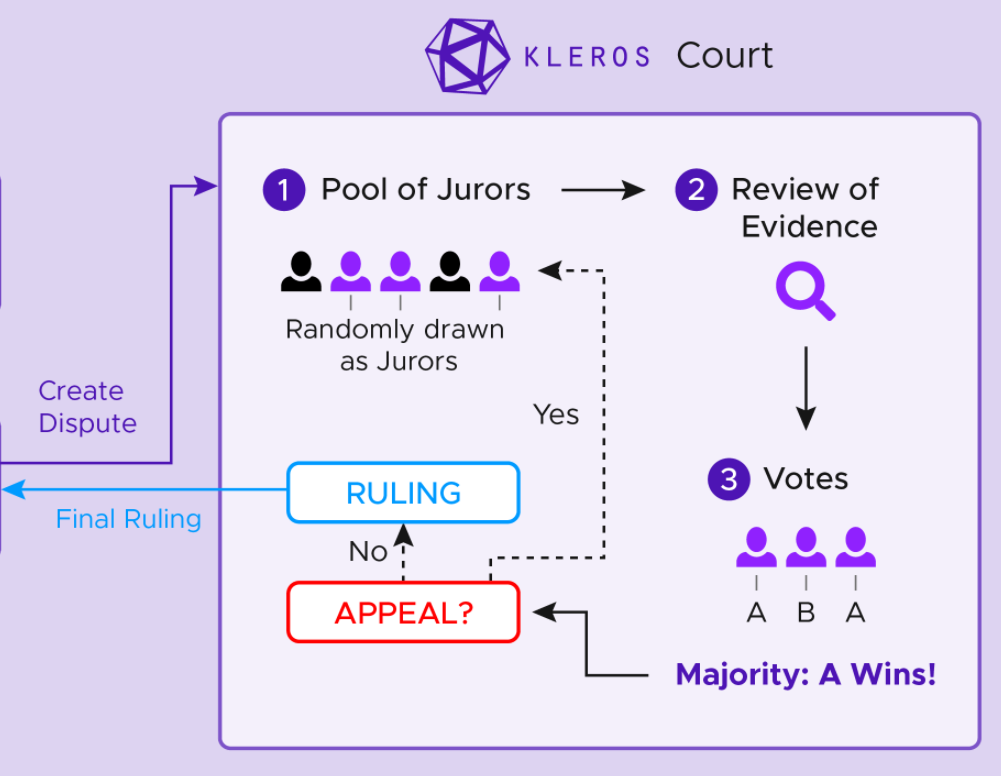 KLEROS Court
1 Pool of Jurors
2 Review of
Evidence
Randomly drawn
as Jurors
Create
Dispute
Yes
3 Votes
RULING
Final Ruling
No
APPEAL?
A B A
Majority: A Wins!